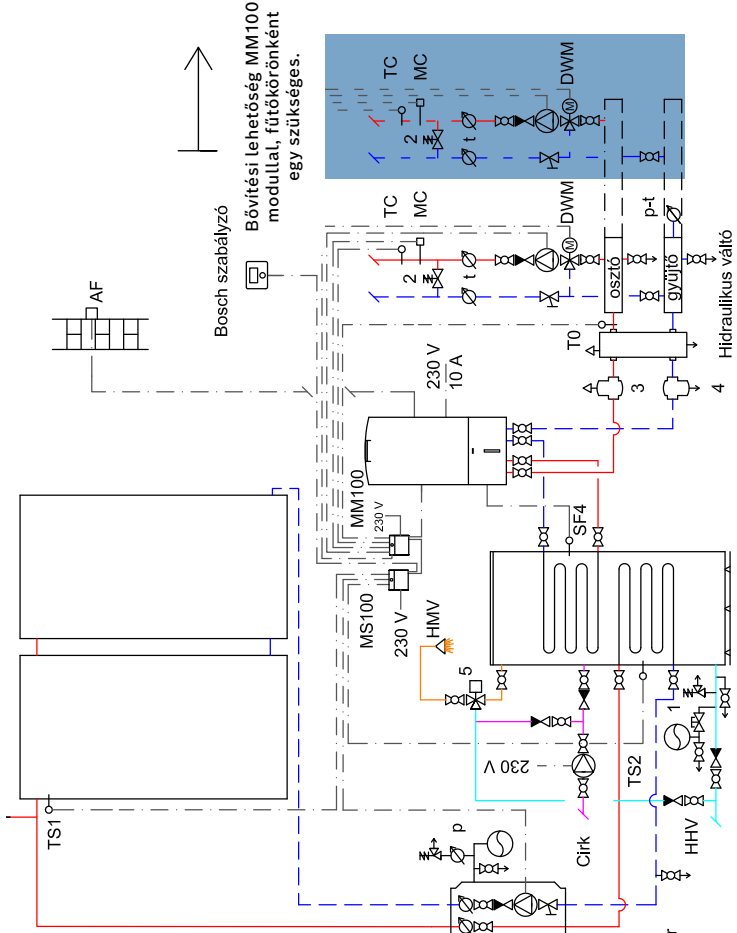 Bővítési lehetőség MM100
modullal, fűtőkörönként
egy szükséges.
TC
MC
DWM
M
2
t
AF
Bosch szabályzó
TC
MC
DWM
M
2
t
p-t
osztó
gyűjtő
T0
Hidraulikus váltó
230 V
10 A
3
4
MM100
230 V
MS100
230 V
SF4
HMV
5
TS1
230 V
TS2
1
Cirk
HHV
p